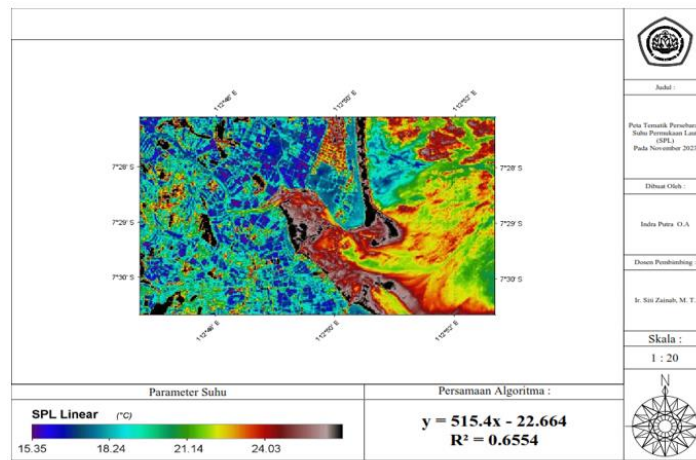 112°48' E
112°50' E
112°52' E
7°28' S
7°28' S
7°29' S
7°29' S
7°30' S
7°30' S
112°48' E
112°50' E
112°52' E
Judul :
Peta Tematik Persebaran
Suhu Permukaan Laut
(SPL)
Pada November 2023
Dibuat Oleh :
Indra Putra O.A
Dosen Pembimbing :
Ir. Siti Zainab, M. T.
Skala :
1 : 20
N
Parameter Suhu
SPL Linear (°C)
15.35 18.24 21.14 24.03
Persamaan Algoritma :
y = 515.4x - 22.664
R² = 0.6554